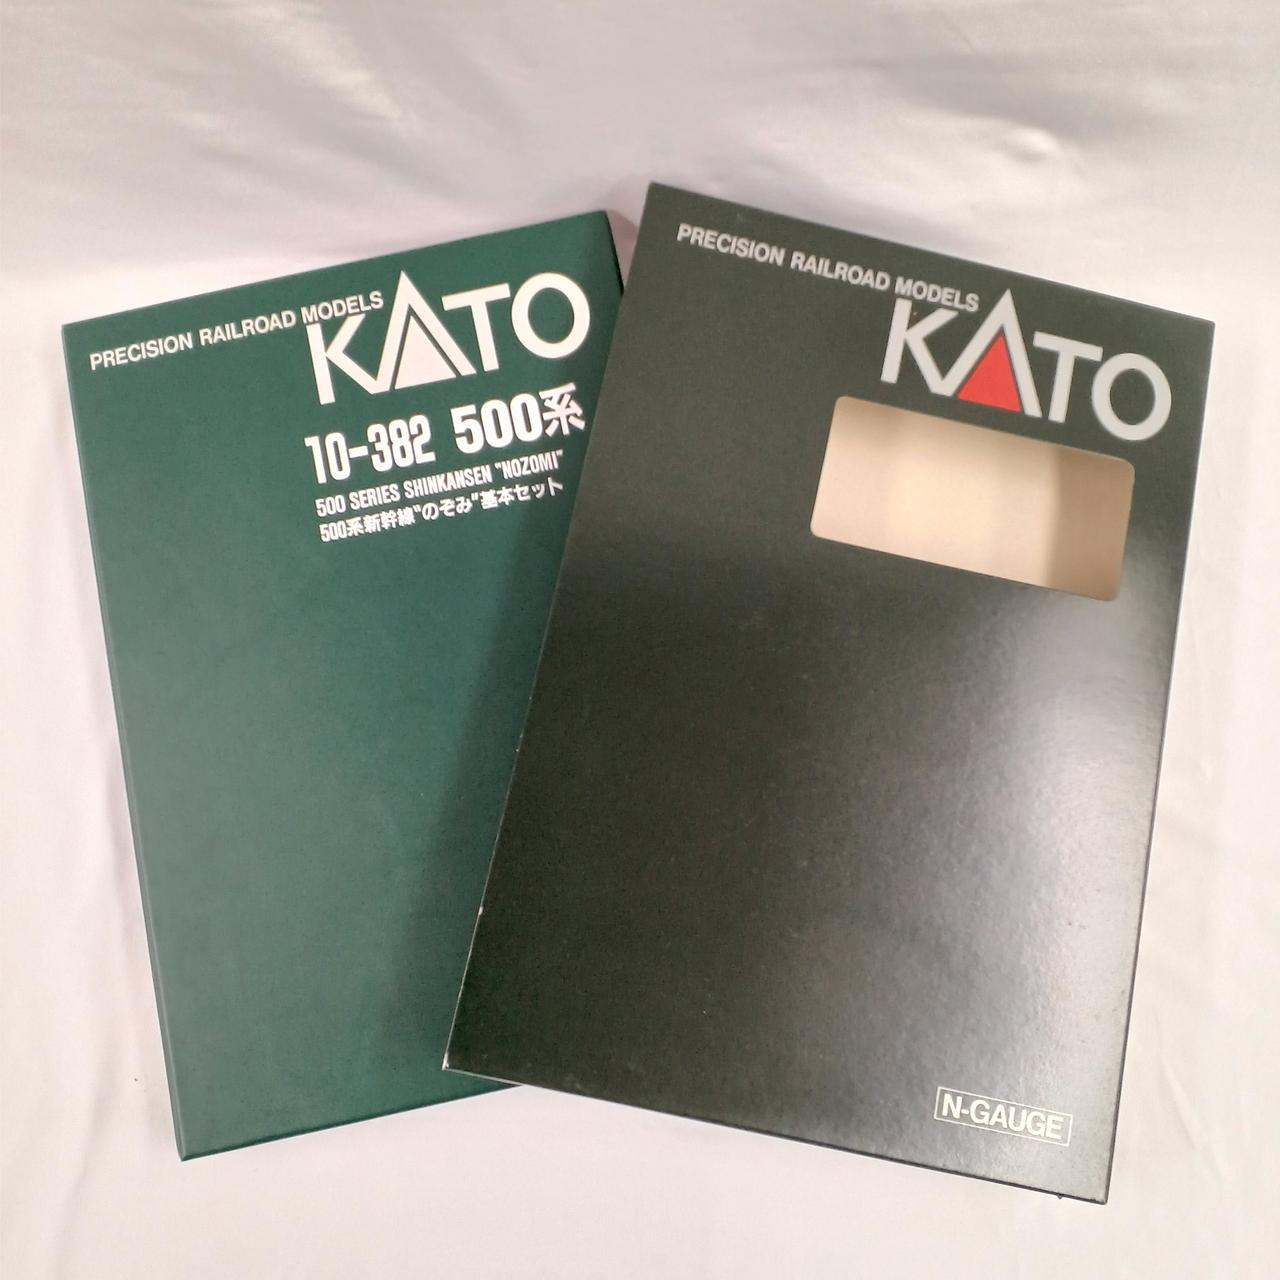 PRECISION RAILROAD MODELS
KATO
10-382 500系
500 SERIES SHINKANSEN "NOZOMI"
500系新幹線"のぞみ"基本セット
PRECISION RAILROAD MODELS
KATO
N-GAUGE